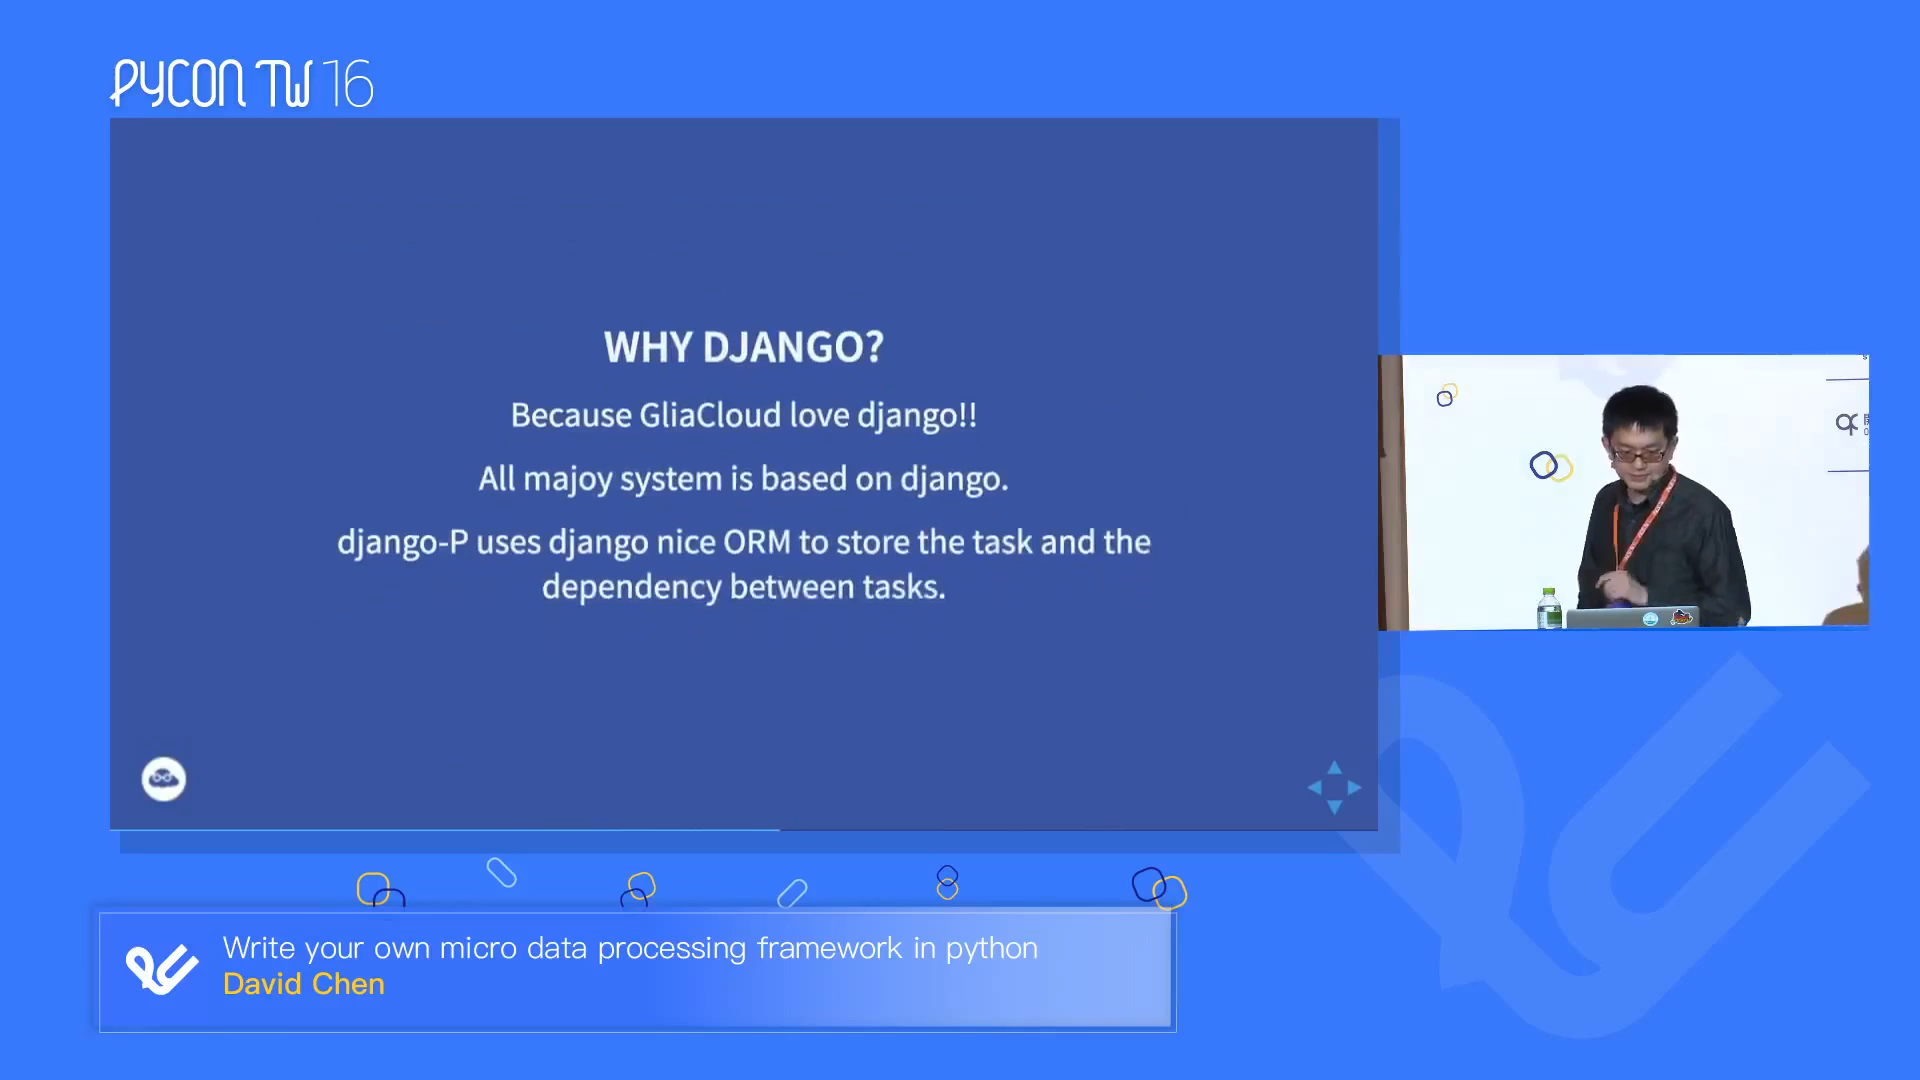 PYCON TW 16
WHY DJANGO?
Because GliaCloud love django!!
All majoy system is based on django.
django-P uses django nice ORM to store the task and the
dependency between tasks.
Write your own micro data processing framework in python
David Chen